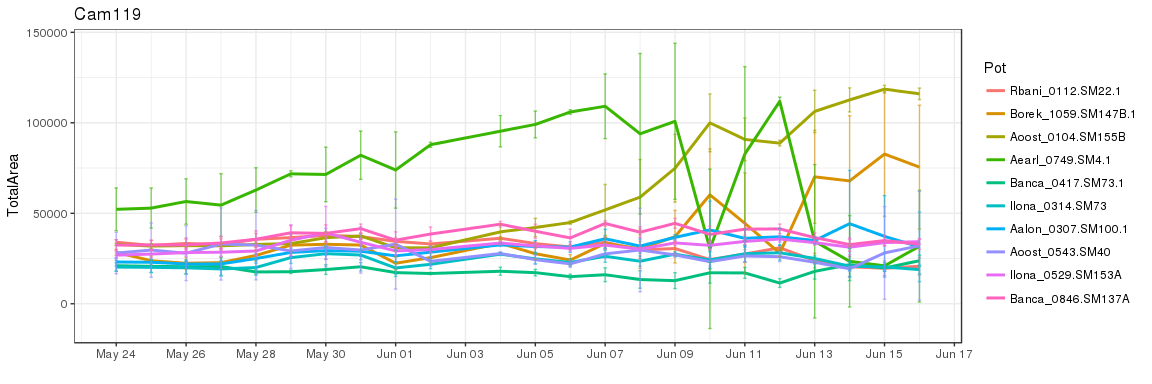 Cam119
TotalArea
150000
100000
50000
0
May 24 May 26 May 28 May 30 Jun 01 Jun 03 Jun 05 Jun 07 Jun 09 Jun 11 Jun 13 Jun 15 Jun 17
Pot
Rbani_0112.SM22.1
Borek_1059.SM147B.1
Aoost_0104.SM155B
Aearl_0749.SM4.1
Banca_0417.SM73.1
Ilona_0314.SM73
Aalon_0307.SM100.1
Aoost_0543.SM40
Ilona_0529.SM153A
Banca_0846.SM137A